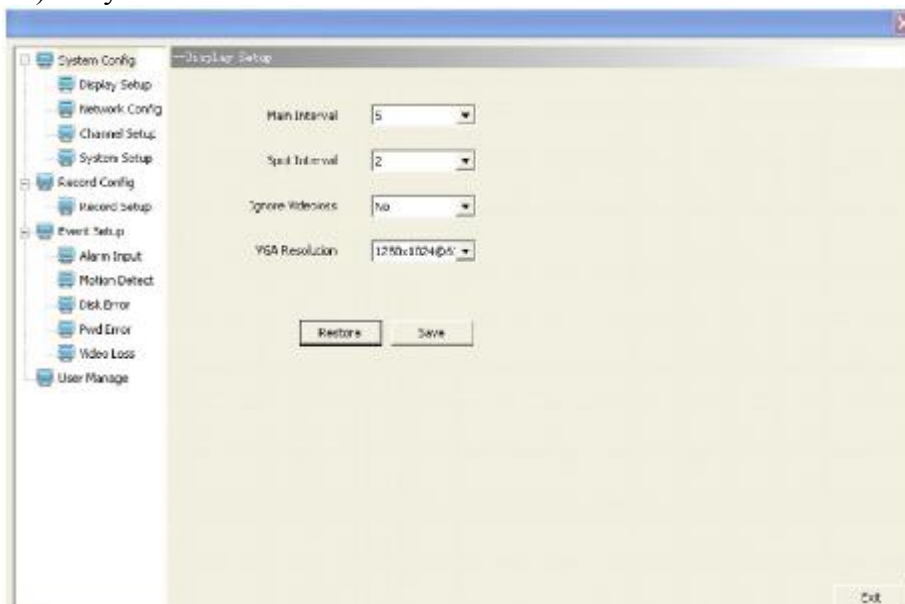 System Config
Display Setup
Network Config
Channel Setup
System Setup
Record Config
Record Setup
Event Setup
Alarm Input
Motion Detect
Disk Error
Pwd Error
Video Loss
User Manage
--Display Setup
Main Interval 5
Spot Interval 2
Ignore Videoloss No
VGA Resolution
Restore Save
Exit